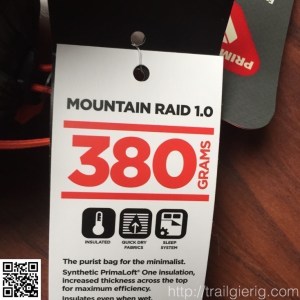 PRIM
MOUNTAIN RAID 1.0
380
GRAMS
INSULATED
QUICK DRY
FABRICS
SLEEP
SYSTEM
The purist bag for the minimalist.
Synthetic PrimaLoft® One insulation,
increased thickness across the top
for maximum efficiency.
Insulates even when wet.
http://trailgierig.com